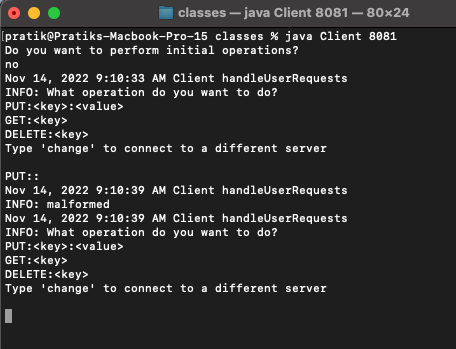 classes — java Client 8081 — 80×24
[pratik@Pratiks-Macbook-Pro-15 classes % java Client 8081
Do you want to perform initial operations?
no
Nov 14, 2022 9:10:33 AM Client handleUserRequests
INFO: What operation do you want to do?
PUT:<key>:<value>
GET:<key>
DELETE:<key>
Type 'change' to connect to a different server
PUT::
Nov 14, 2022 9:10:39 AM Client handleUserRequests
INFO: malformed
Nov 14, 2022 9:10:39 AM Client handleUserRequests
INFO: What operation do you want to do?
PUT:<key>:<value>
GET:<key>
DELETE:<key>
Type 'change' to connect to a different server